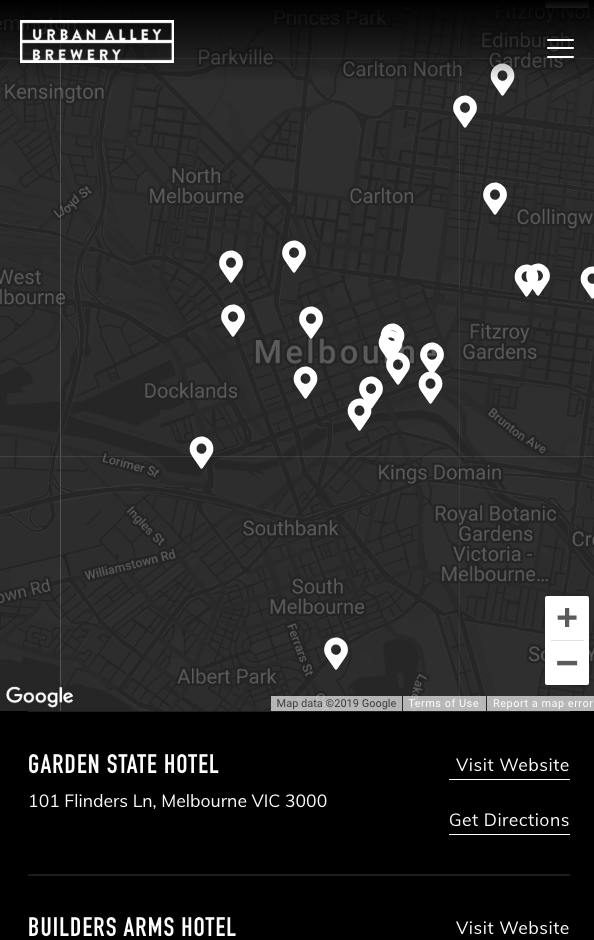 Princes Park
Fitzroy Nor
URBAN ALLEY
BREWERY
Edinburgh
Gardens
Parkville
Carlton North
Kensington
North
Melbourne
Carlton
Lloyd St
Collingw
West
lbourne
Fitzroy
Gardens
Melbourne
Docklands
Brunton Ave
Lorimer St
Kings Domain
Ingles St
Southbank
Royal Botanic
Gardens
Victoria -
Melbourne...
Cr
Williamstown Rd
own Rd
South
Melbourne
Ferrars St
So
Albert Park
Lake
Google
Map data ©2019 Google
Terms of Use
Report a map error
GARDEN STATE HOTEL
Visit Website
101 Flinders Ln, Melbourne VIC 3000
Get Directions
BUILDERS ARMS HOTEL
Visit Website